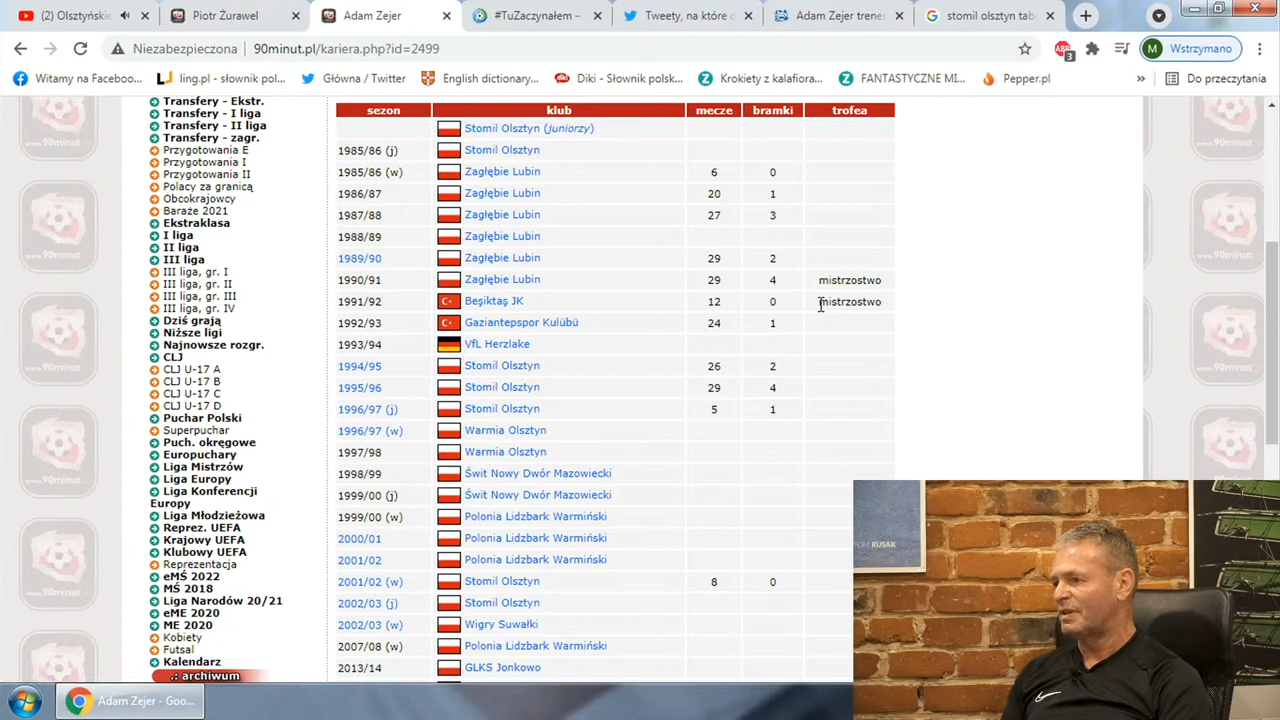 (2) Olsztyńskie
Piotr Żurawel
Adam Zejer
#TuZaczynałem –
Tweety, na które o
Adam Zejer trener
stomil olsztyn tab
Niezabezpieczona
90minut.pl/kariera.php?id=2499
3
M
Wstrzymano
Witamy na Faceboo...
ling.pl - słownik pol...
Główna / Twitter
English dictionary...
Diki - Słownik polsk...
Krokiety z kalafiora...
FANTASTYCZNE MI...
Pepper.pl
»
Do przeczytania
Transfery - Ekstr.
Transfery - I liga
Transfery - II liga
Transfery - zagr.
Przygotowania E
Przygotowania I
Przygotowania II
Polacy za granicą
Obcokrajowcy
Baraże 2021
Ekstraklasa
I liga
II liga
III liga
III liga, gr. I
III liga, gr. II
III liga, gr. III
III liga, gr. IV
Dziś grają
Niższe ligi
Najnowsze rozgr.
CLJ
CLJ U-17 A
CLJ U-17 B
CLJ U-17 C
CLJ U-17 D
Puchar Polski
Superpuchar
Puch. okręgowe
Europuchary
Liga Mistrzów
Liga Europy
Liga Konferencji
Europy
Liga Młodzieżowa
Reprez. UEFA
Krajowy UEFA
Klubowy UEFA
Reprezentacja
eMŚ 2022
MŚ 2018
Liga Narodów 20/21
eME 2020
ME 2020
Kobiety
Futsal
Kalendarz
.: archiwum
sezon klub mecze bramki trofea
Stomil Olsztyn (juniorzy)
1985/86 (j) Stomil Olsztyn
1985/86 (w) Zagłębie Lubin 6 0
1986/87 Zagłębie Lubin 20 1
1987/88 Zagłębie Lubin 27 3
1988/89 Zagłębie Lubin
1989/90 Zagłębie Lubin 29 2
1990/91 Zagłębie Lubin 29 4 mistrzostwo
1991/92 Beşiktaş JK 12 0 mistrzostwo
1992/93 Gaziantepspor Kulübü 24 1
1993/94 VfL Herzlake
1994/95 Stomil Olsztyn 26 2
1995/96 Stomil Olsztyn 29 4
1996/97 (j) Stomil Olsztyn 5 1
1996/97 (w) Warmia Olsztyn
1997/98 Warmia Olsztyn
1998/99 Świt Nowy Dwór Mazowiecki
1999/00 (j) Świt Nowy Dwór Mazowiecki
1999/00 (w) Polonia Lidzbark Warmiński
2000/01 Polonia Lidzbark Warmiński
2001/02 Polonia Lidzbark Warmiński
2001/02 (w) Stomil Olsztyn 8 0
2002/03 (j) Stomil Olsztyn
2002/03 (w) Wigry Suwałki
2007/08 (w) Polonia Lidzbark Warmiński
2013/14 GLKS Jonkowo
TOM RUSAK
Adam Zejer - Goo...